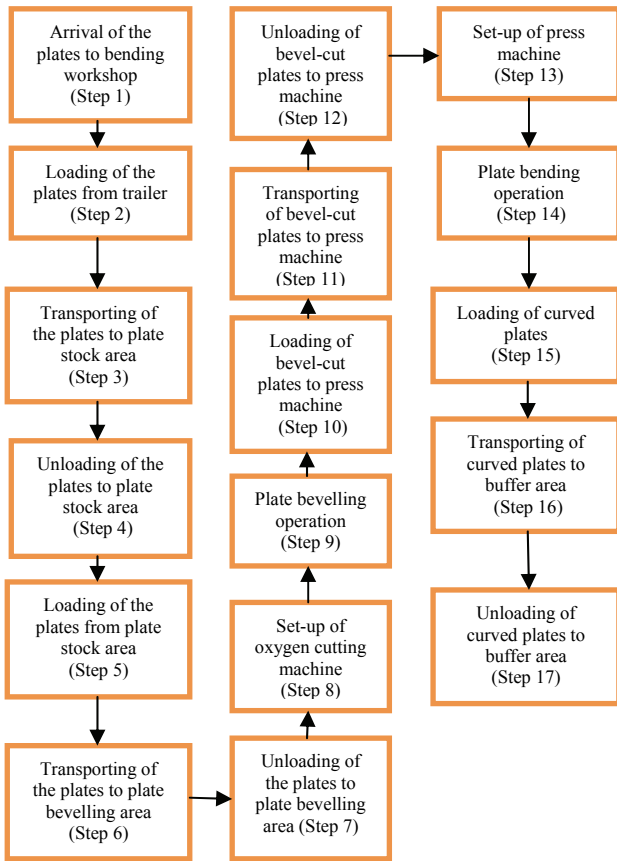 Arrival of the
plates to bending
workshop
(Step 1)
Loading of the
plates from trailer
(Step 2)
Transporting of
the plates to plate
stock area
(Step 3)
Unloading of the
plates to plate
stock area
(Step 4)
Loading of the
plates from plate
stock area
(Step 5)
Transporting of
the plates to plate
bevelling area
(Step 6)
Unloading of
the plates to
plate bevelling
area (Step 7)
Set-up of
oxygen cutting
machine
(Step 8)
Plate bevelling
operation
(Step 9)
Loading of
bevel-cut
plates to press
machine
(Step 10)
Transporting
of bevel-cut
plates to press
machine
(Step 11)
Unloading of
bevel-cut
plates to press
machine
(Step 12)
Set-up of press
machine
(Step 13)
Plate bending
operation
(Step 14)
Loading of curved
plates
(Step 15)
Transporting of
curved plates to
buffer area
(Step 16)
Unloading of
curved plates to
buffer area
(Step 17)